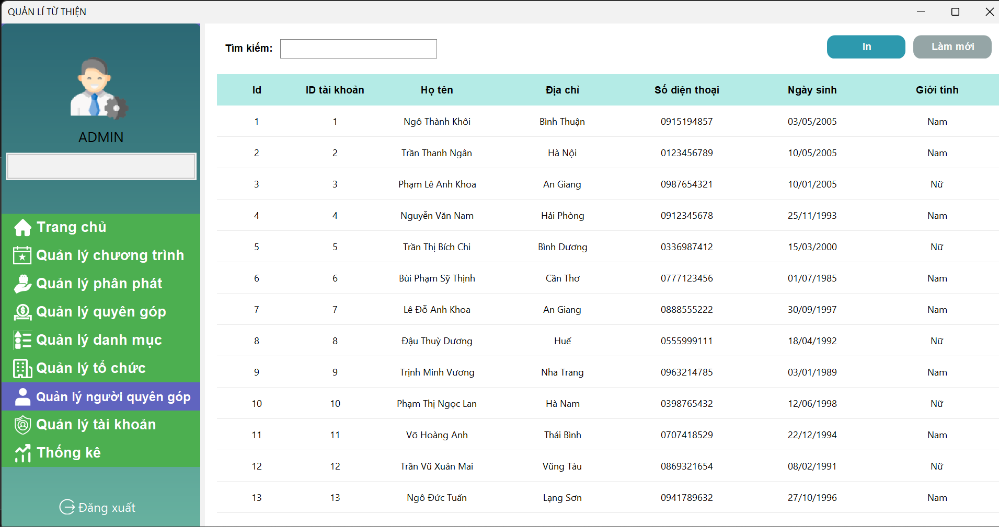 QUẢN LÍ TỪ THIỆN
ADMIN
Trang chủ
Quản lý chương trình
Quản lý phân phát
Quản lý quyên góp
Quản lý danh mục
Quản lý tổ chức
Quản lý người quyên góp
Quản lý tài khoản
Thống kê
Đăng xuất
Tìm kiếm: In Làm mới
Id ID tài khoản Họ tên Địa chỉ Số điện thoại Ngày sinh Giới tính
1 1 Ngô Thành Khôi Bình Thuận 0915194857 03/05/2005 Nam
2 2 Trần Thanh Ngân Hà Nội 0123456789 10/05/2005 Nam
3 3 Phạm Lê Anh Khoa An Giang 0987654321 10/01/2005 Nữ
4 4 Nguyễn Văn Nam Hải Phòng 0912345678 25/11/1993 Nam
5 5 Trần Thị Bích Chi Bình Dương 0336987412 15/03/2000 Nữ
6 6 Bùi Phạm Sỹ Thịnh Cần Thơ 0777123456 01/07/1985 Nam
7 7 Lê Đỗ Anh Khoa An Giang 0888555222 30/09/1997 Nam
8 8 Đậu Thuỳ Dương Huế 0555999111 18/04/1992 Nữ
9 9 Trịnh Minh Vương Nha Trang 0963214785 03/01/1989 Nam
10 10 Phạm Thị Ngọc Lan Hà Nam 0398765432 12/06/1998 Nữ
11 11 Võ Hoàng Anh Thái Bình 0707418529 22/12/1994 Nam
12 12 Trần Vũ Xuân Mai Vũng Tàu 0869321654 08/02/1991 Nữ
13 13 Ngô Đức Tuấn Lạng Sơn 0941789632 27/10/1996 Nam